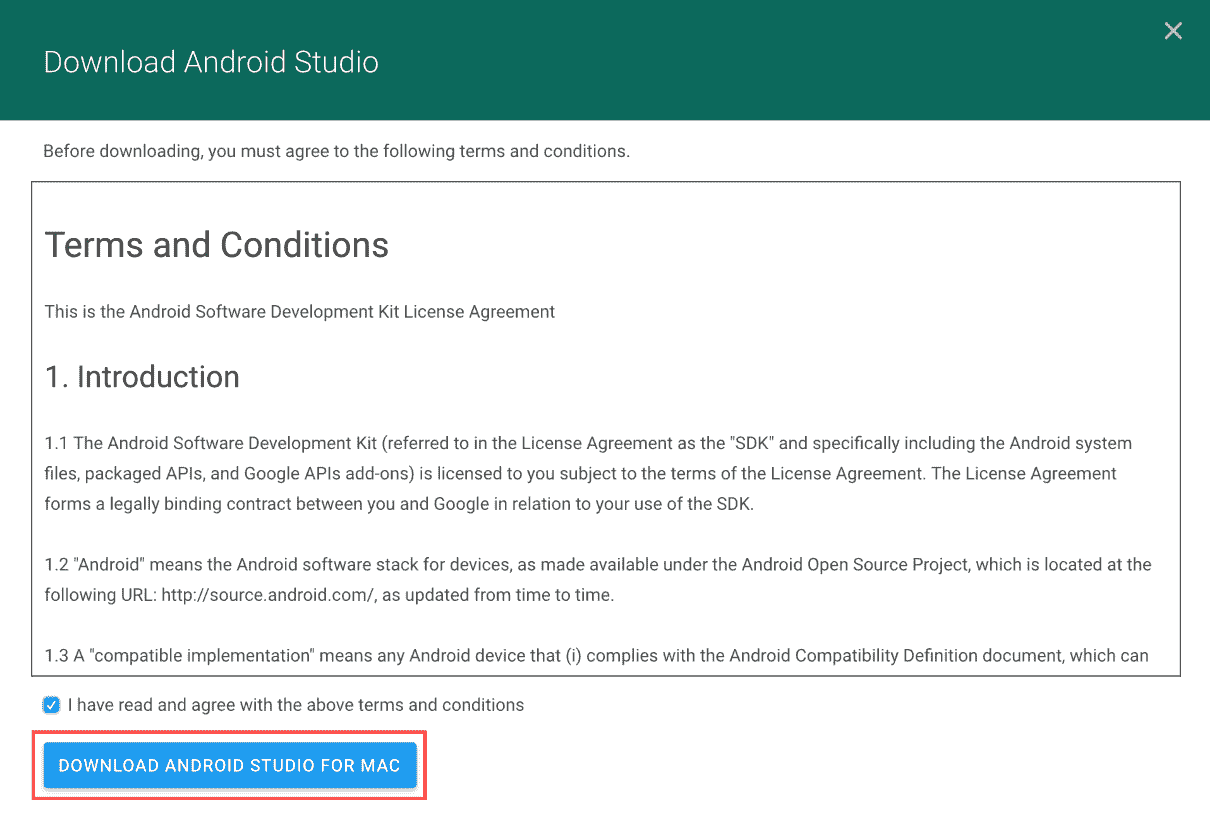 Download Android Studio
Before downloading, you must agree to the following terms and conditions.
Terms and Conditions
This is the Android Software Development Kit License Agreement
1. Introduction
1.1 The Android Software Development Kit (referred to in the License Agreement as the "SDK" and specifically including the Android system
files, packaged APIs, and Google APIs add-ons) is licensed to you subject to the terms of the License Agreement. The License Agreement
forms a legally binding contract between you and Google in relation to your use of the SDK.
1.2 "Android" means the Android software stack for devices, as made available under the Android Open Source Project, which is located at the
following URL: http://source.android.com/, as updated from time to time.
1.3 A "compatible implementation" means any Android device that (i) complies with the Android Compatibility Definition document, which can
I have read and agree with the above terms and conditions
DOWNLOAD ANDROID STUDIO FOR MAC